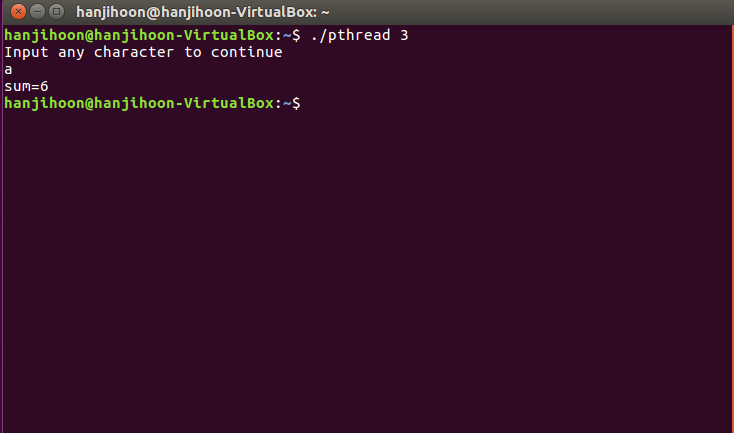 hanjihoon@hanjihoon-VirtualBox: ~
hanjihoon@hanjihoon-VirtualBox:~$ ./pthread 3
Input any character to continue
a
sum=6
hanjihoon@hanjihoon-VirtualBox:~$